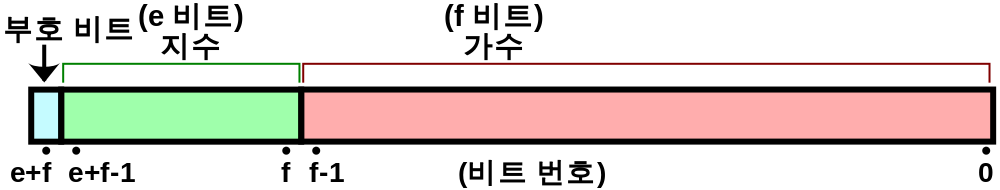 부호 비트
(e 비트)
지수
(f 비트)
가수
e+f
e+f-1
f
f-1
(비트 번호)
0